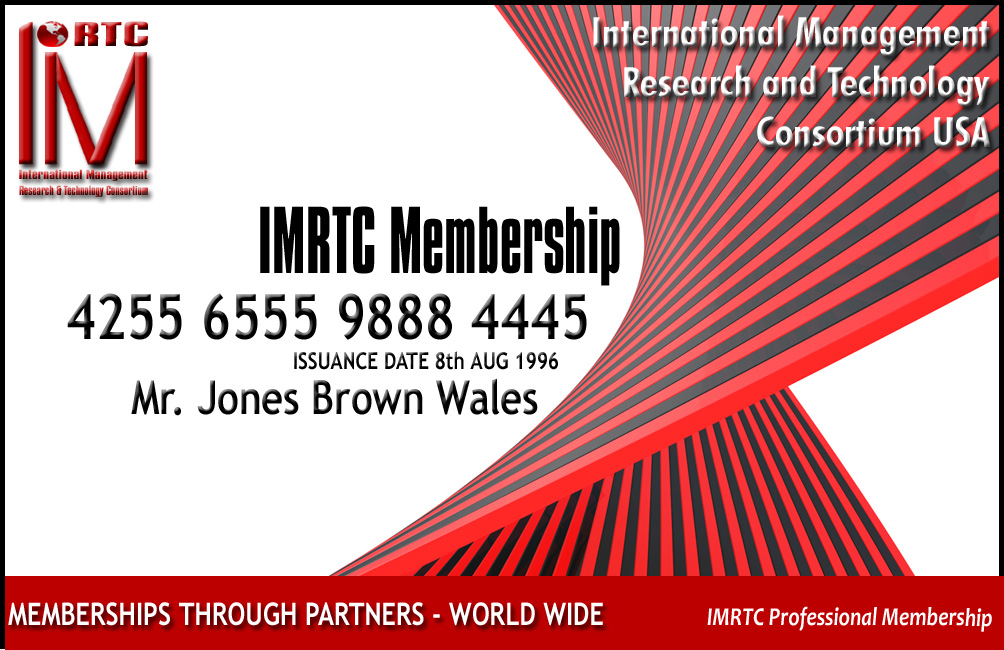 RTC
IM
International Management
Research & Technology Consortium
International Management
Research and Technology
Consortium USA
IMRTC Membership
4255 6555 9888 4445
ISSUANCE DATE 8th AUG 1996
Mr. Jones Brown Wales
MEMBERSHIPS THROUGH PARTNERS - WORLD WIDE
IMRTC Professional Membership